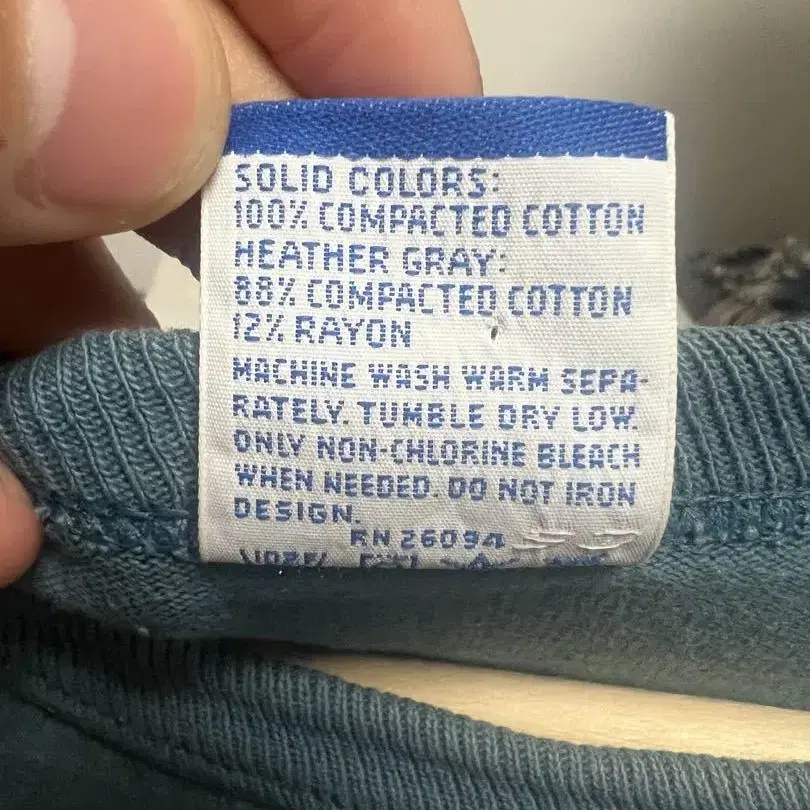 SOLID COLORS:
100% COMPACTED COTTON
HEATHER GRAY:
88% COMPACTED COTTON
12% RAYON
MACHINE WASH WARM SEPA-
RATELY. TUMBLE DRY LOW.
ONLY NON-CHLORINE BLEACH
WHEN NEEDED. DO NOT IRON
DESIGN.
RN 26094